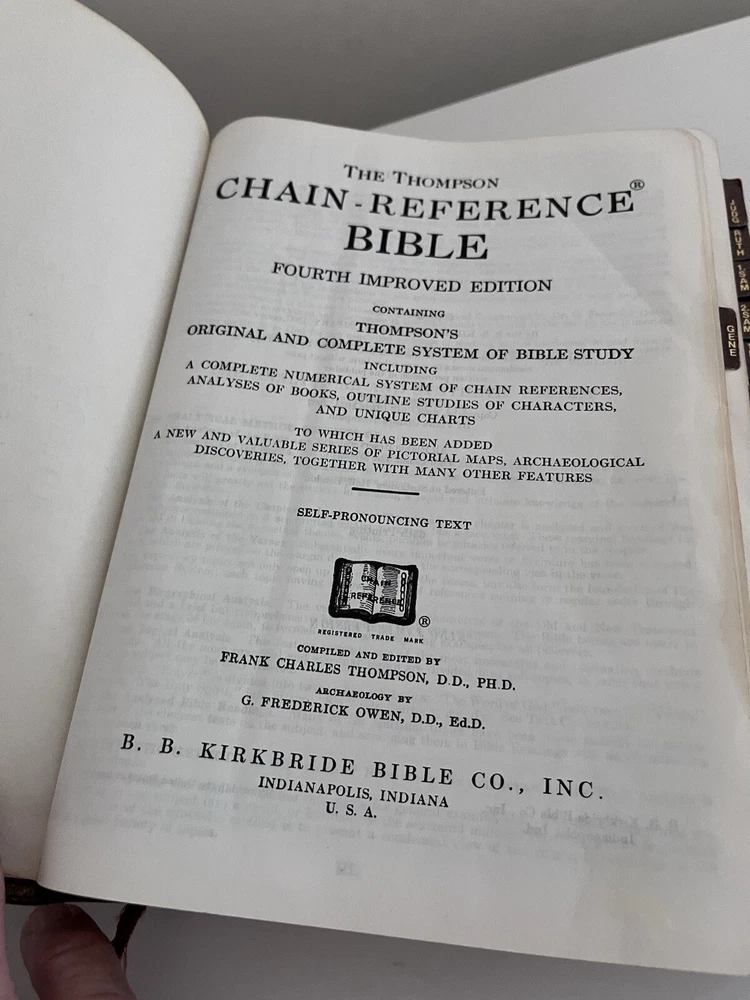 THE THOMPSON
CHAIN-REFERENCE®
BIBLE
FOURTH IMPROVED EDITION
CONTAINING
THOMPSON'S
ORIGINAL AND COMPLETE SYSTEM OF BIBLE STUDY
INCLUDING
A COMPLETE NUMERICAL SYSTEM OF CHAIN REFERENCES,
ANALYSES OF BOOKS, OUTLINE STUDIES OF CHARACTERS,
AND UNIQUE CHARTS
TO WHICH HAS BEEN ADDED
A NEW AND VALUABLE SERIES OF PICTORIAL MAPS, ARCHAEOLOGICAL
DISCOVERIES, TOGETHER WITH MANY OTHER FEATURES
SELF-PRONOUNCING TEXT
CHAIN
REFERENCE
®
REGISTERED TRADE MARK
COMPILED AND EDITED BY
FRANK CHARLES THOMPSON, D.D., PH.D.
ARCHAEOLOGY BY
G. FREDERICK OWEN, D.D., Ed.D.
B. B. KIRKBRIDE BIBLE CO., INC.
INDIANAPOLIS, INDIANA
U. S. A.
JUDG
RUTH
1.SAM
2.SAM
GENE